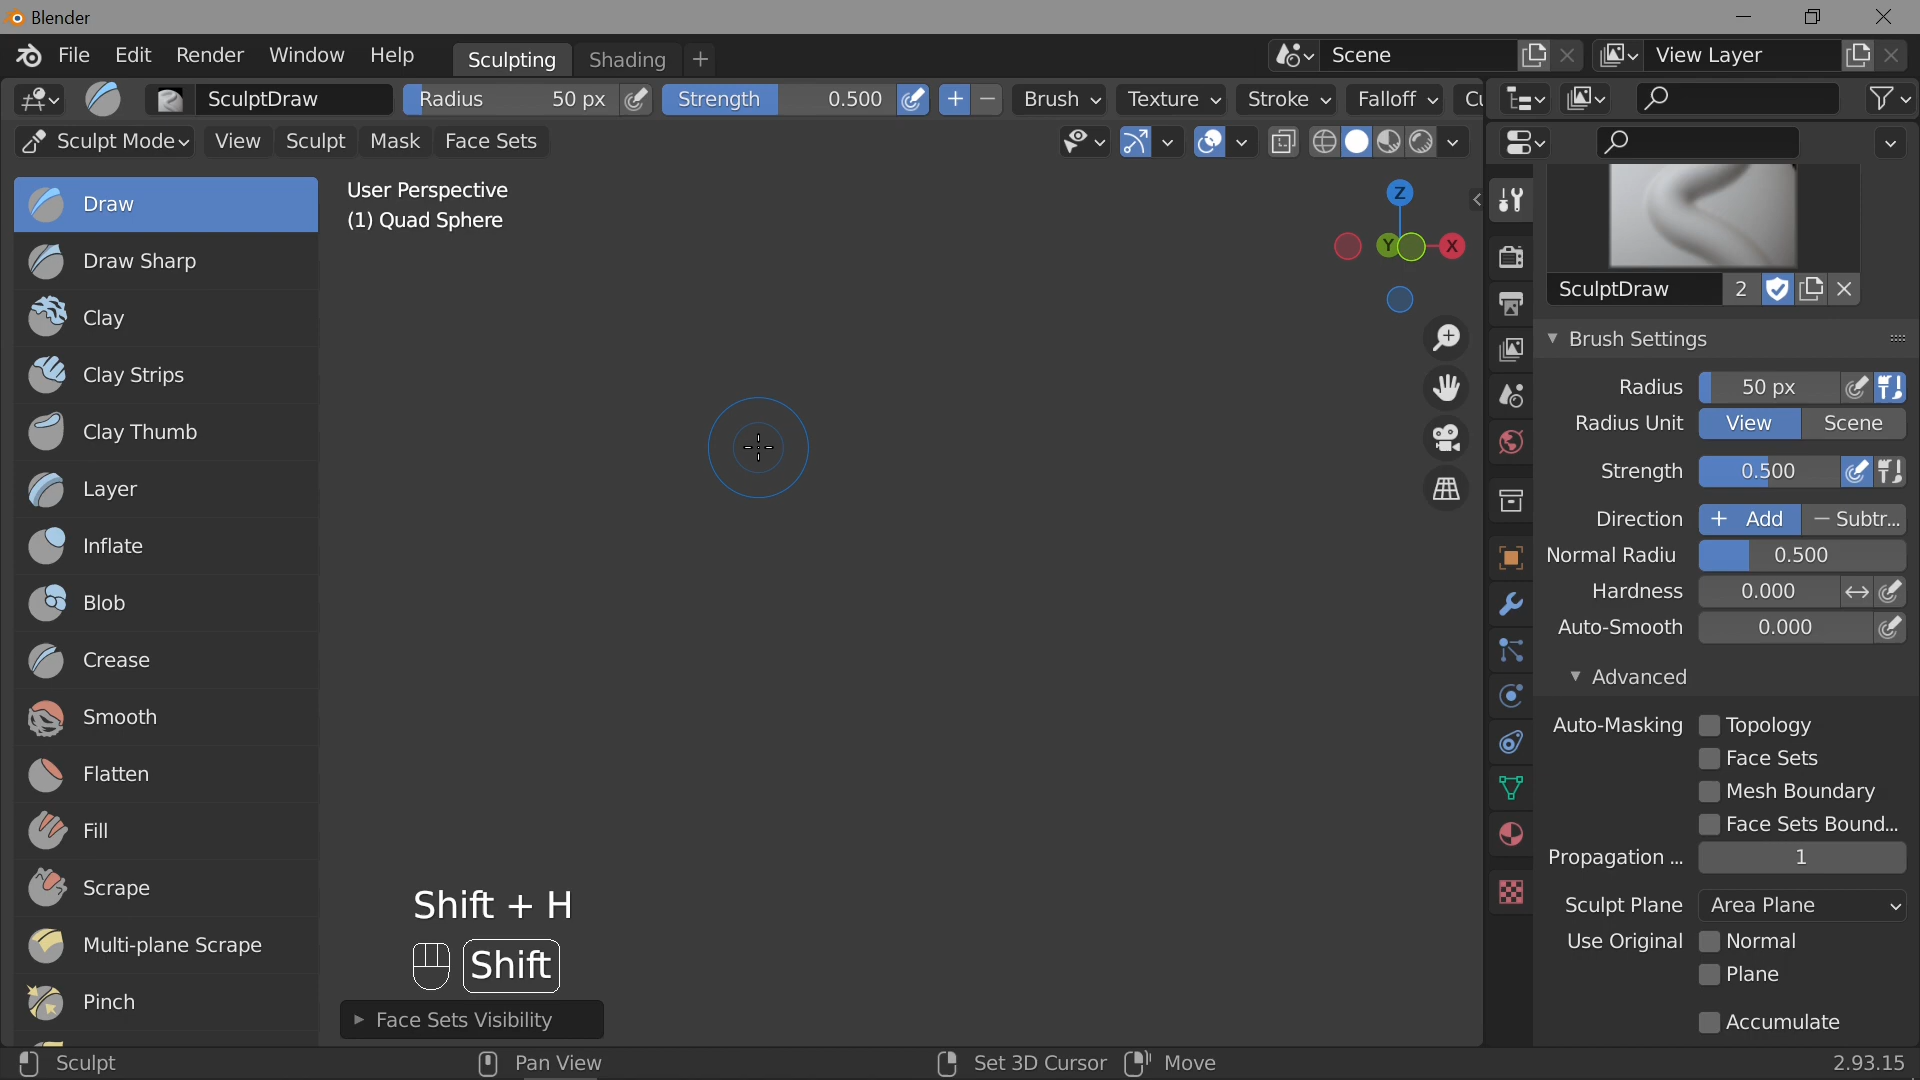 Blender
File Edit Render Window Help Sculpting Shading + Scene View Layer
SculptDraw Radius 50 px Strength 0.500 Brush Texture Stroke Falloff
Sculpt Mode View Sculpt Mask Face Sets
Draw
Draw Sharp
Clay
Clay Strips
Clay Thumb
Layer
Inflate
Blob
Crease
Smooth
Flatten
Fill
Scrape
Multi-plane Scrape
Pinch
User Perspective
(1) Quad Sphere
Z
Y X
Shift + H
Shift
Face Sets Visibility
SculptDraw 2
Brush Settings
Radius 50 px
Radius Unit View Scene
Strength 0.500
Direction + Add − Subtr...
Normal Radiu 0.500
Hardness 0.000
Auto-Smooth 0.000
Advanced
Auto-Masking Topology
Face Sets
Mesh Boundary
Face Sets Bound...
Propagation ... 1
Sculpt Plane Area Plane
Use Original Normal
Plane
Accumulate
Sculpt Pan View Set 3D Cursor Move 2.93.15